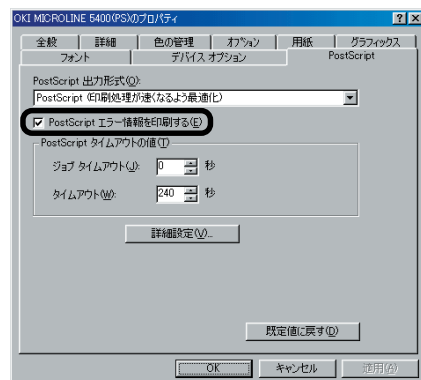 OKI MICROLINE 5400(PS)のプロパティ
全般 詳細 色の管理 オプション 用紙 グラフィックス
フォント デバイス オプション PostScript
PostScript 出力形式(O):
PostScript (印刷処理が速くなるよう最適化)
PostScript エラー情報を印刷する(E)
PostScript タイムアウトの値(T)
ジョブ タイムアウト(J): 0 秒
タイムアウト(W): 240 秒
詳細設定(V)...
既定値に戻す(D)
OK キャンセル 適用(A)